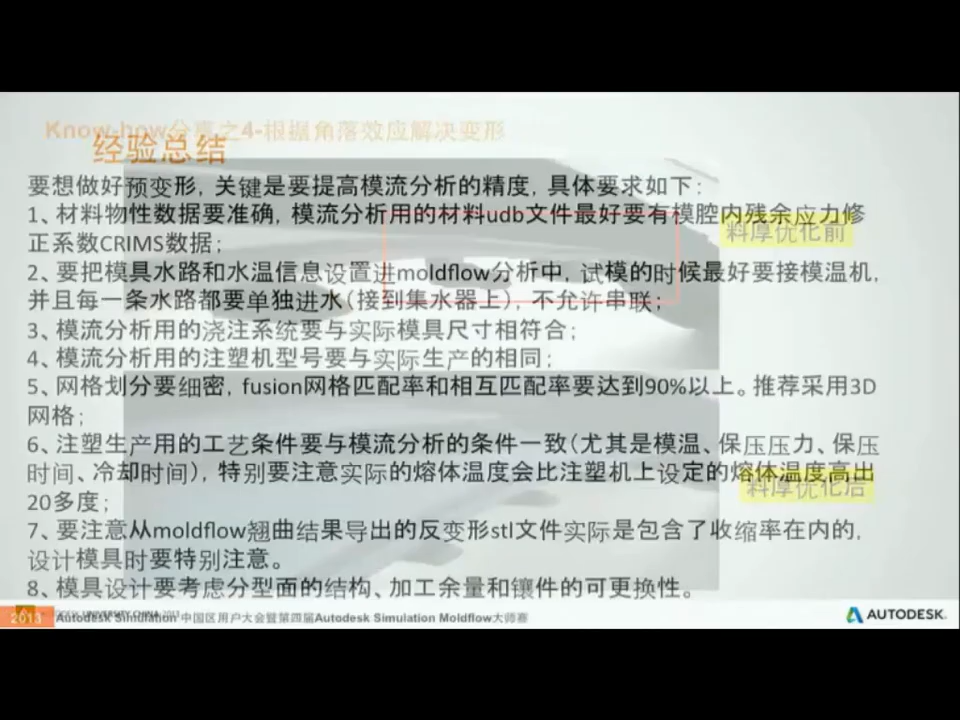 Know-how分享之4-根据角落效应解决变形
经验总结
要想做好预变形，关键是要提高模流分析的精度，具体要求如下：
1、材料物性数据要准确，模流分析用的材料udb文件最好要有模腔内残余应力修
正系数CRIMS数据；
料厚优化前
2、要把模具水路和水温信息设置进moldflow分析中，试模的时候最好要接模温机，
并且每一条水路都要单独进水（接到集水器上），不允许串联；
3、模流分析用的浇注系统要与实际模具尺寸相符合；
4、模流分析用的注塑机型号要与实际生产的相同；
5、网格划分要细密，fusion网格匹配率和相互匹配率要达到90%以上。推荐采用3D
网格；
6、注塑生产用的工艺条件要与模流分析的条件一致（尤其是模温、保压压力、保压
时间、冷却时间），特别要注意实际的熔体温度会比注塑机上设定的熔体温度高出
料厚优化后
20多度；
7、要注意从moldflow翘曲结果导出的反变形stl文件实际是包含了收缩率在内的，
设计模具时要特别注意。
8、模具设计要考虑分型面的结构、加工余量和镶件的可更换性。
UNIVERSITY CHINA 2013
2013 Autodesk Simulation 中国区用户大会暨第四届Autodesk Simulation Moldflow大师赛
AUTODESK.